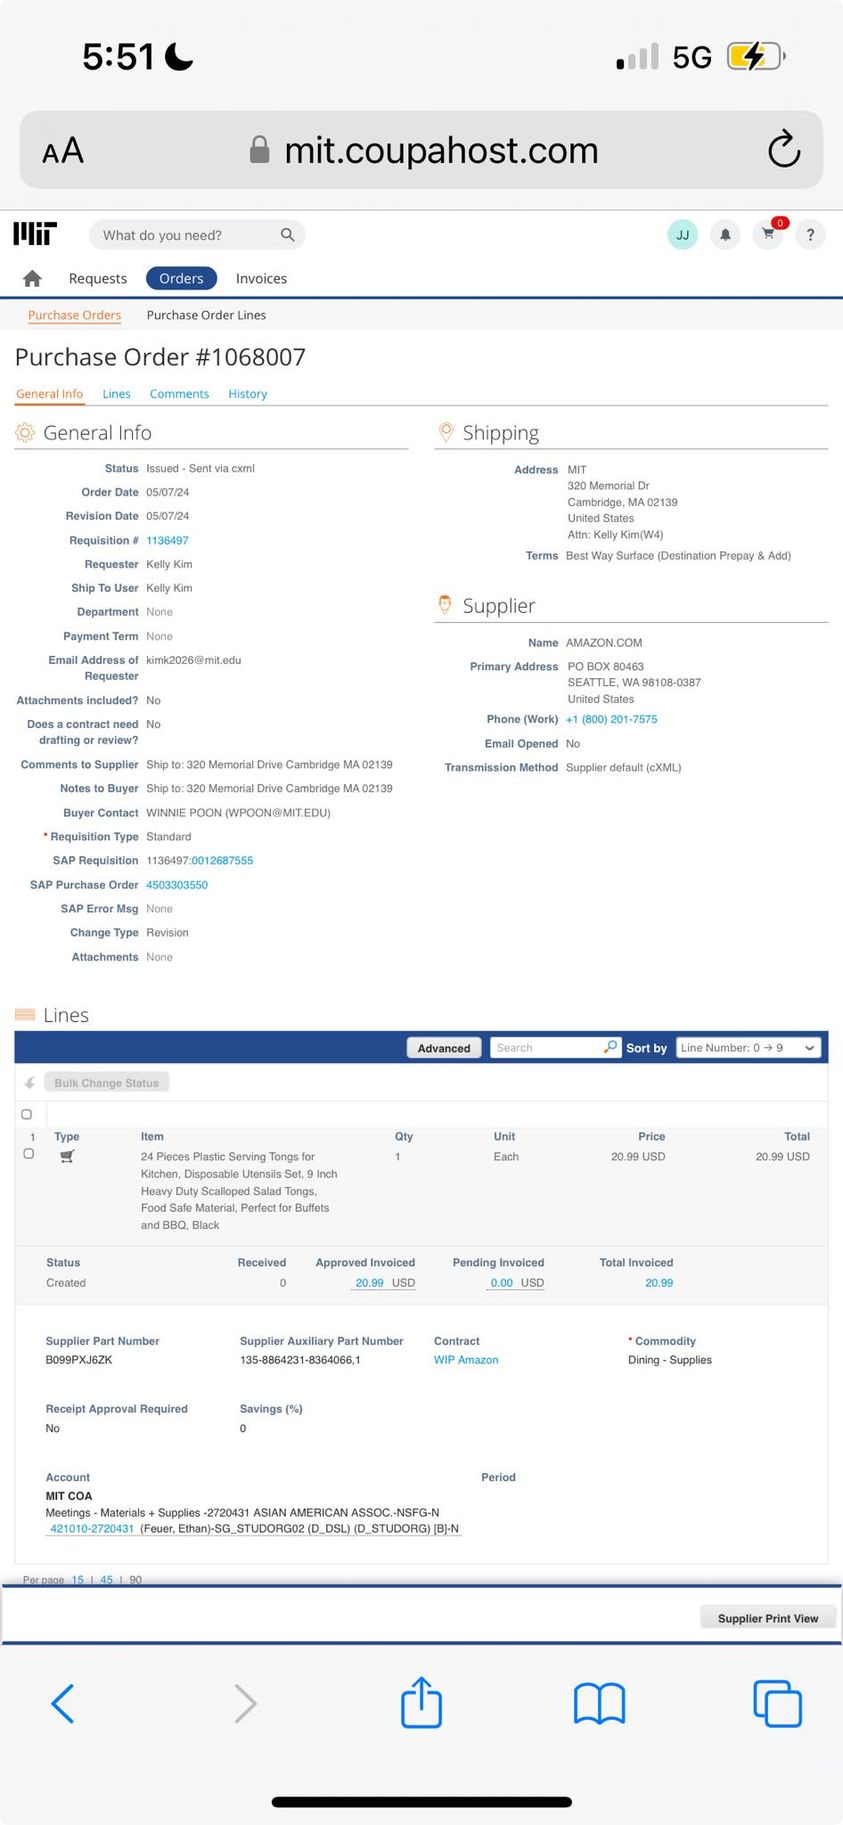 5:51
5G
AA
mit.coupahost.com
MIT
What do you need?
JJ
0
?
Requests
Orders
Invoices
Purchase Orders
Purchase Order Lines
Purchase Order #1068007
General Info
Lines
Comments
History
General Info
Status Issued - Sent via cxml
Order Date 05/07/24
Revision Date 05/07/24
Requisition # 1136497
Requester Kelly Kim
Ship To User Kelly Kim
Department None
Payment Term None
Email Address of kimk2026@mit.edu
Requester
Attachments included? No
Does a contract need No
drafting or review?
Comments to Supplier Ship to: 320 Memorial Drive Cambridge MA 02139
Notes to Buyer Ship to: 320 Memorial Drive Cambridge MA 02139
Buyer Contact WINNIE POON (WPOON@MIT.EDU)
* Requisition Type Standard
SAP Requisition 1136497:0012687555
SAP Purchase Order 4503303550
SAP Error Msg None
Change Type Revision
Attachments None
Shipping
Address MIT
320 Memorial Dr
Cambridge, MA 02139
United States
Attn: Kelly Kim(W4)
Terms Best Way Surface (Destination Prepay & Add)
Supplier
Name AMAZON.COM
Primary Address PO BOX 80463
SEATTLE, WA 98108-0387
United States
Phone (Work) +1 (800) 201-7575
Email Opened No
Transmission Method Supplier default (cXML)
Lines
Advanced Search Sort by Line Number: 0 → 9
Bulk Change Status
1 Type Item Qty Unit Price Total
24 Pieces Plastic Serving Tongs for 1 Each 20.99 USD 20.99 USD
Kitchen, Disposable Utensils Set, 9 Inch
Heavy Duty Scalloped Salad Tongs,
Food Safe Material, Perfect for Buffets
and BBQ, Black
Status Received Approved Invoiced Pending Invoiced Total Invoiced
Created 0 20.99 USD 0.00 USD 20.99
Supplier Part Number Supplier Auxiliary Part Number Contract * Commodity
B099PXJ6ZK 135-8864231-8364066,1 WIP Amazon Dining - Supplies
Receipt Approval Required Savings (%)
No 0
Account Period
MIT COA
Meetings - Materials + Supplies -2720431 ASIAN AMERICAN ASSOC.-NSFG-N
421010-2720431 (Feuer, Ethan)-SG_STUDORG02 (D_DSL) (D_STUDORG) [B]-N
Per page 15 | 45 | 90
Supplier Print View